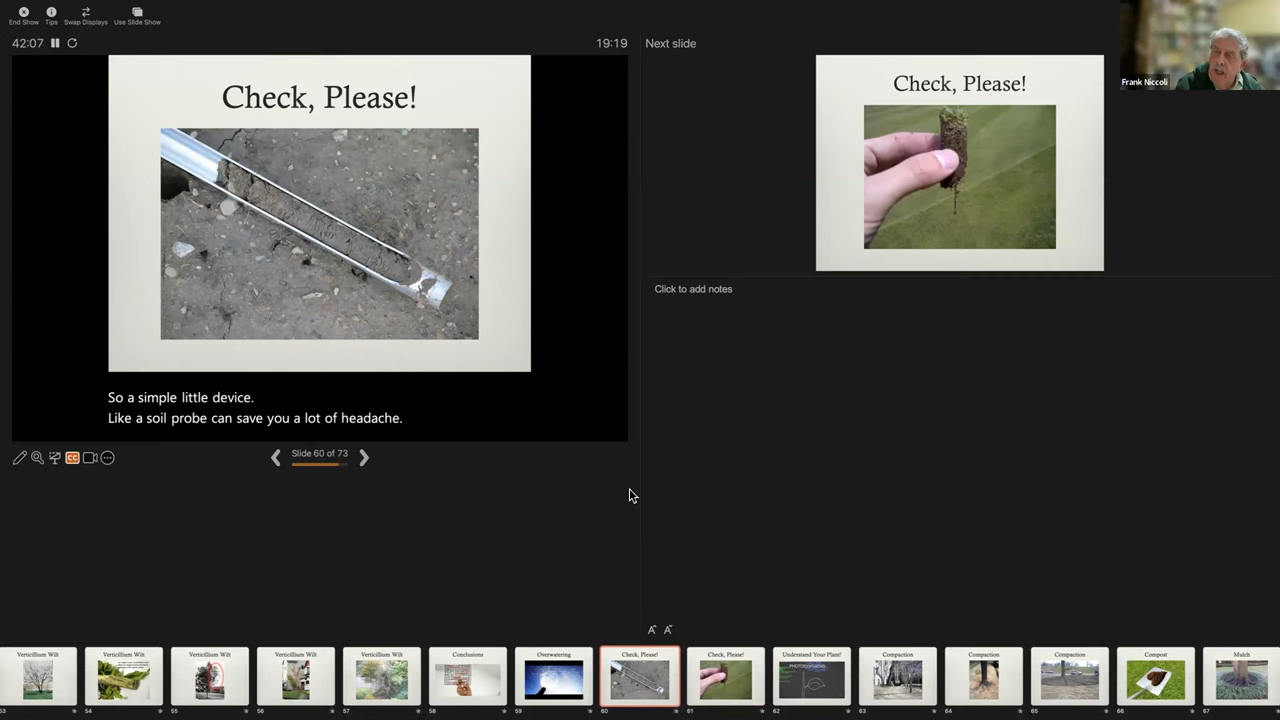 End Show
Tips
Swap Displays
Use Slide Show
42:07
19:19
Next slide
Check, Please!
Check, Please!
Frank Niccoli
Click to add notes
So a simple little device.
Like a soil probe can save you a lot of headache.
CC
Slide 60 of 73
A A
Verticillium Wilt
Verticillium Wilt
Verticillium Wilt
Verticillium Wilt
Verticillium Wilt
Conclusions
Overwatering
Check, Please!
Check, Please!
Understand Your Plant!
Compaction
Compaction
Compaction
Compost
Mulch
53 54 55 56 57 58 59 60 61 62 63 64 65 66 67